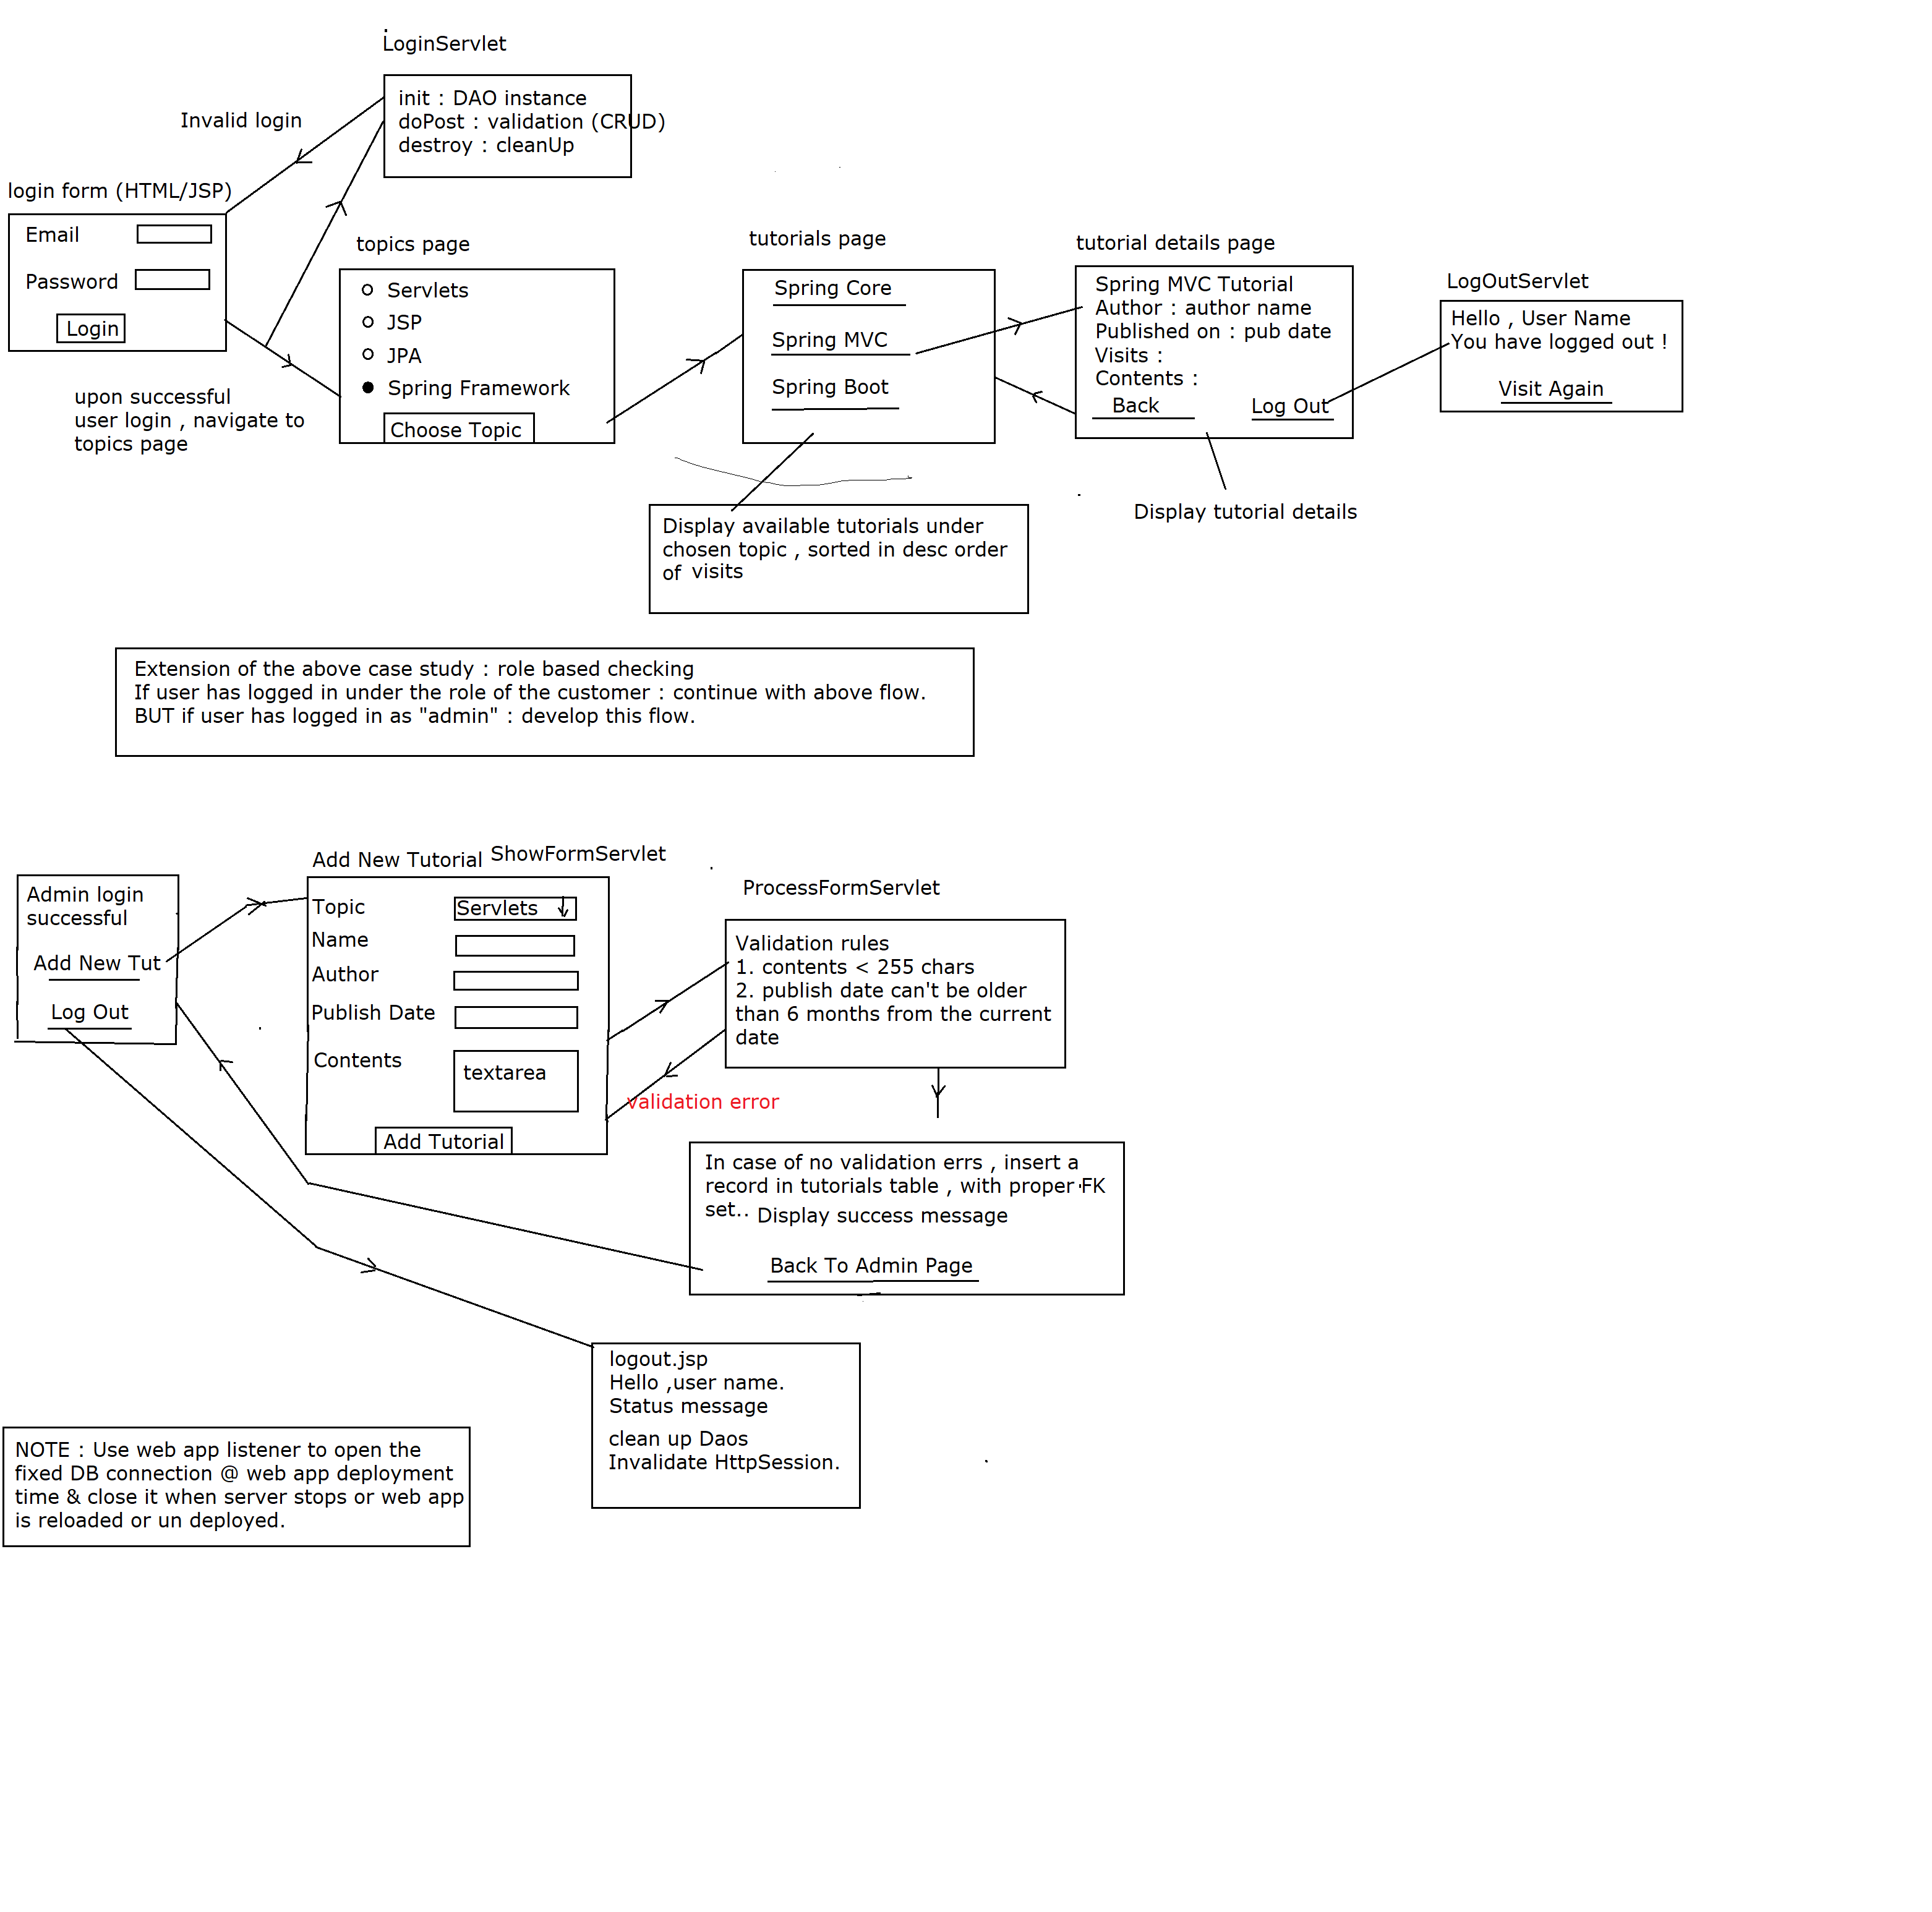 LoginServlet
init : DAO instance
doPost : validation (CRUD)
destroy : cleanUp
Invalid login
login form (HTML/JSP)
Email
Password
Login
upon successful
user login , navigate to
topics page
topics page
Servlets
JSP
JPA
Spring Framework
Choose Topic
tutorials page
Spring Core
Spring MVC
Spring Boot
tutorial details page
Spring MVC Tutorial
Author : author name
Published on : pub date
Visits :
Contents :
Back
Log Out
LogOutServlet
Hello , User Name
You have logged out !
Visit Again
Display available tutorials under
chosen topic , sorted in desc order
of visits
Display tutorial details
Extension of the above case study : role based checking
If user has logged in under the role of the customer : continue with above flow.
BUT if user has logged in as "admin" : develop this flow.
Admin login
successful
Add New Tut
Log Out
Add New Tutorial ShowFormServlet
Topic
Servlets
Name
Author
Publish Date
Contents
textarea
Add Tutorial
ProcessFormServlet
Validation rules
1. contents < 255 chars
2. publish date can't be older
than 6 months from the current
date
validation error
In case of no validation errs , insert a
record in tutorials table , with proper FK
set.. Display success message
Back To Admin Page
logout.jsp
Hello ,user name.
Status message
clean up Daos
Invalidate HttpSession.
NOTE : Use web app listener to open the
fixed DB connection @ web app deployment
time & close it when server stops or web app
is reloaded or un deployed.